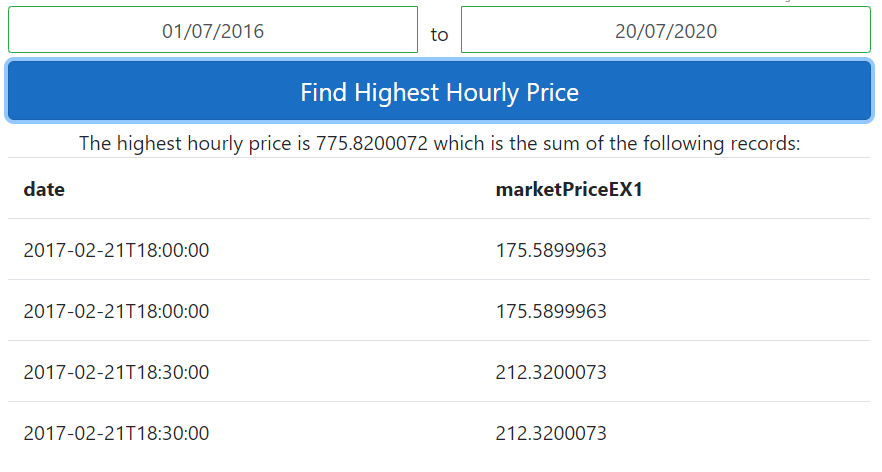 01/07/2016 to 20/07/2020
Find Highest Hourly Price
The highest hourly price is 775.8200072 which is the sum of the following records:
date marketPriceEX1
2017-02-21T18:00:00 175.5899963
2017-02-21T18:00:00 175.5899963
2017-02-21T18:30:00 212.3200073
2017-02-21T18:30:00 212.3200073